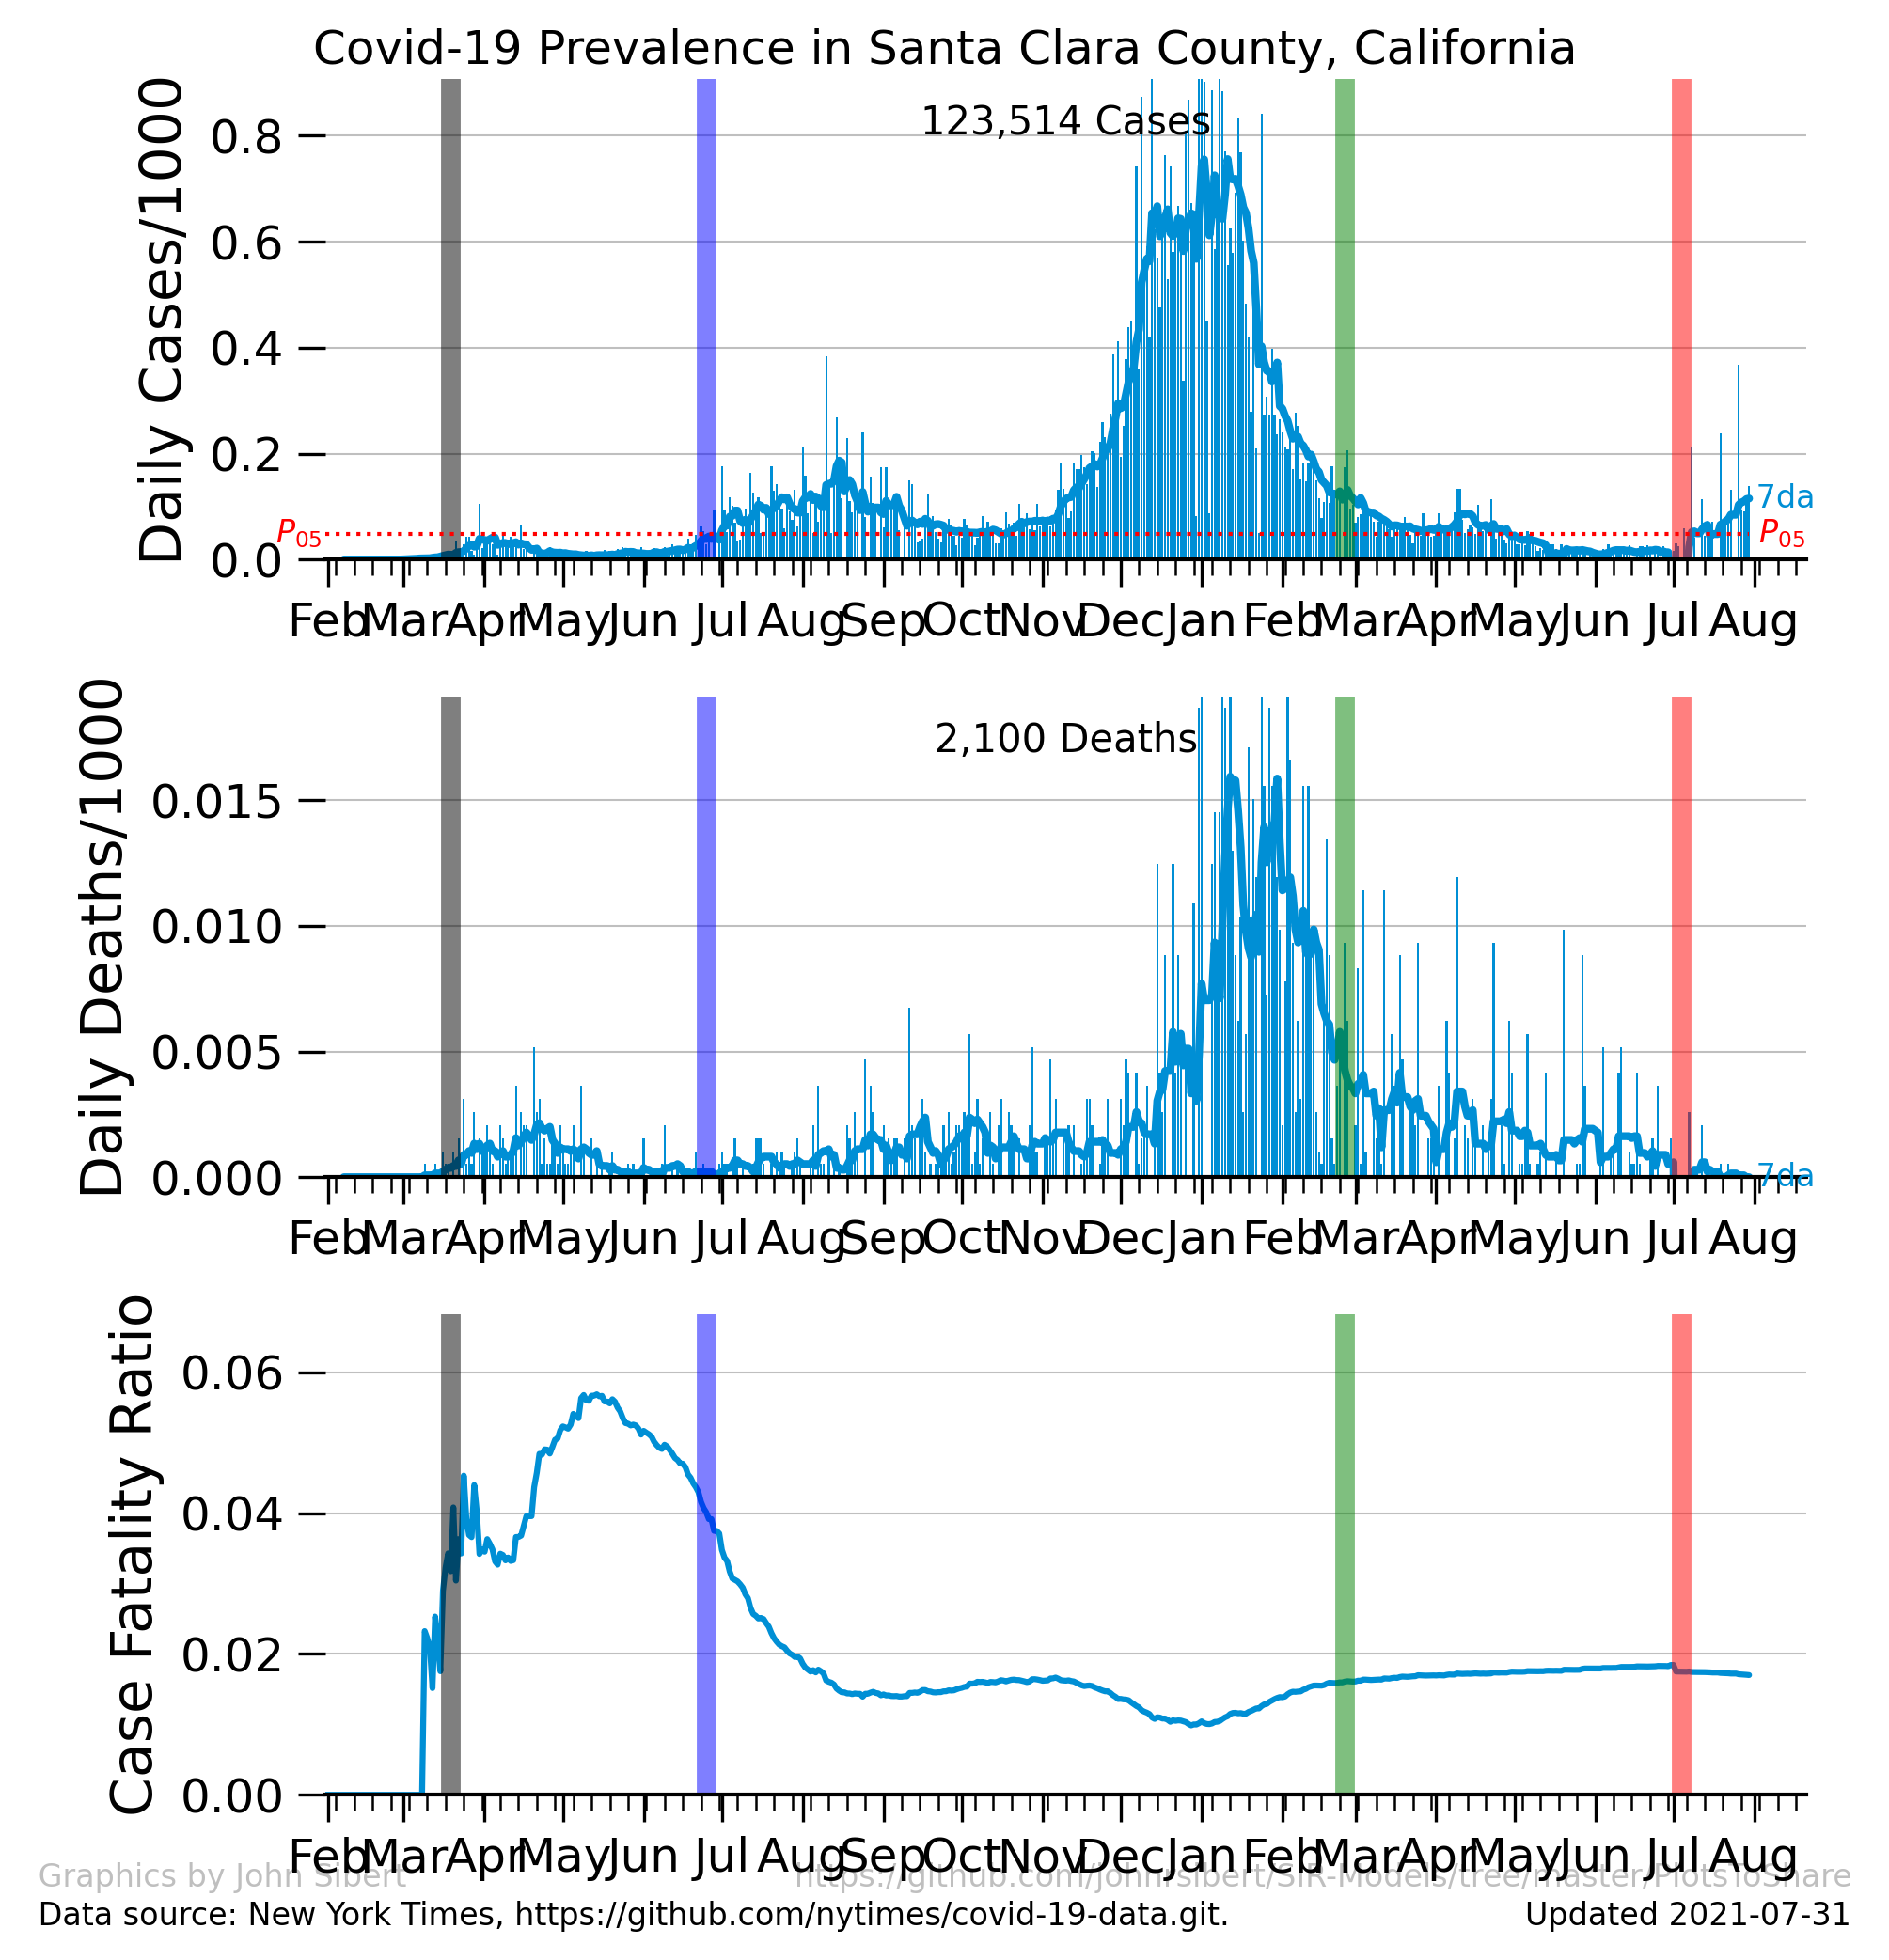 Covid-19 Prevalence in Santa Clara County, California
Daily Cases/1000
123,514 Cases
0.8
0.6
0.4
0.2
0.0
P05
7da
P05
Feb Mar Apr May Jun Jul Aug Sep Oct Nov Dec Jan Feb Mar Apr May Jun Jul Aug
Daily Deaths/1000
2,100 Deaths
0.015
0.010
0.005
0.000
7da
Feb Mar Apr May Jun Jul Aug Sep Oct Nov Dec Jan Feb Mar Apr May Jun Jul Aug
Case Fatality Ratio
0.06
0.04
0.02
0.00
Feb Mar Apr May Jun Jul Aug Sep Oct Nov Dec Jan Feb Mar Apr May Jun Jul Aug
Graphics by John Sibert https://github.com/johnrsibert/SIR-Models/tree/master/PlotsToShare
Data source: New York Times, https://github.com/nytimes/covid-19-data.git. Updated 2021-07-31